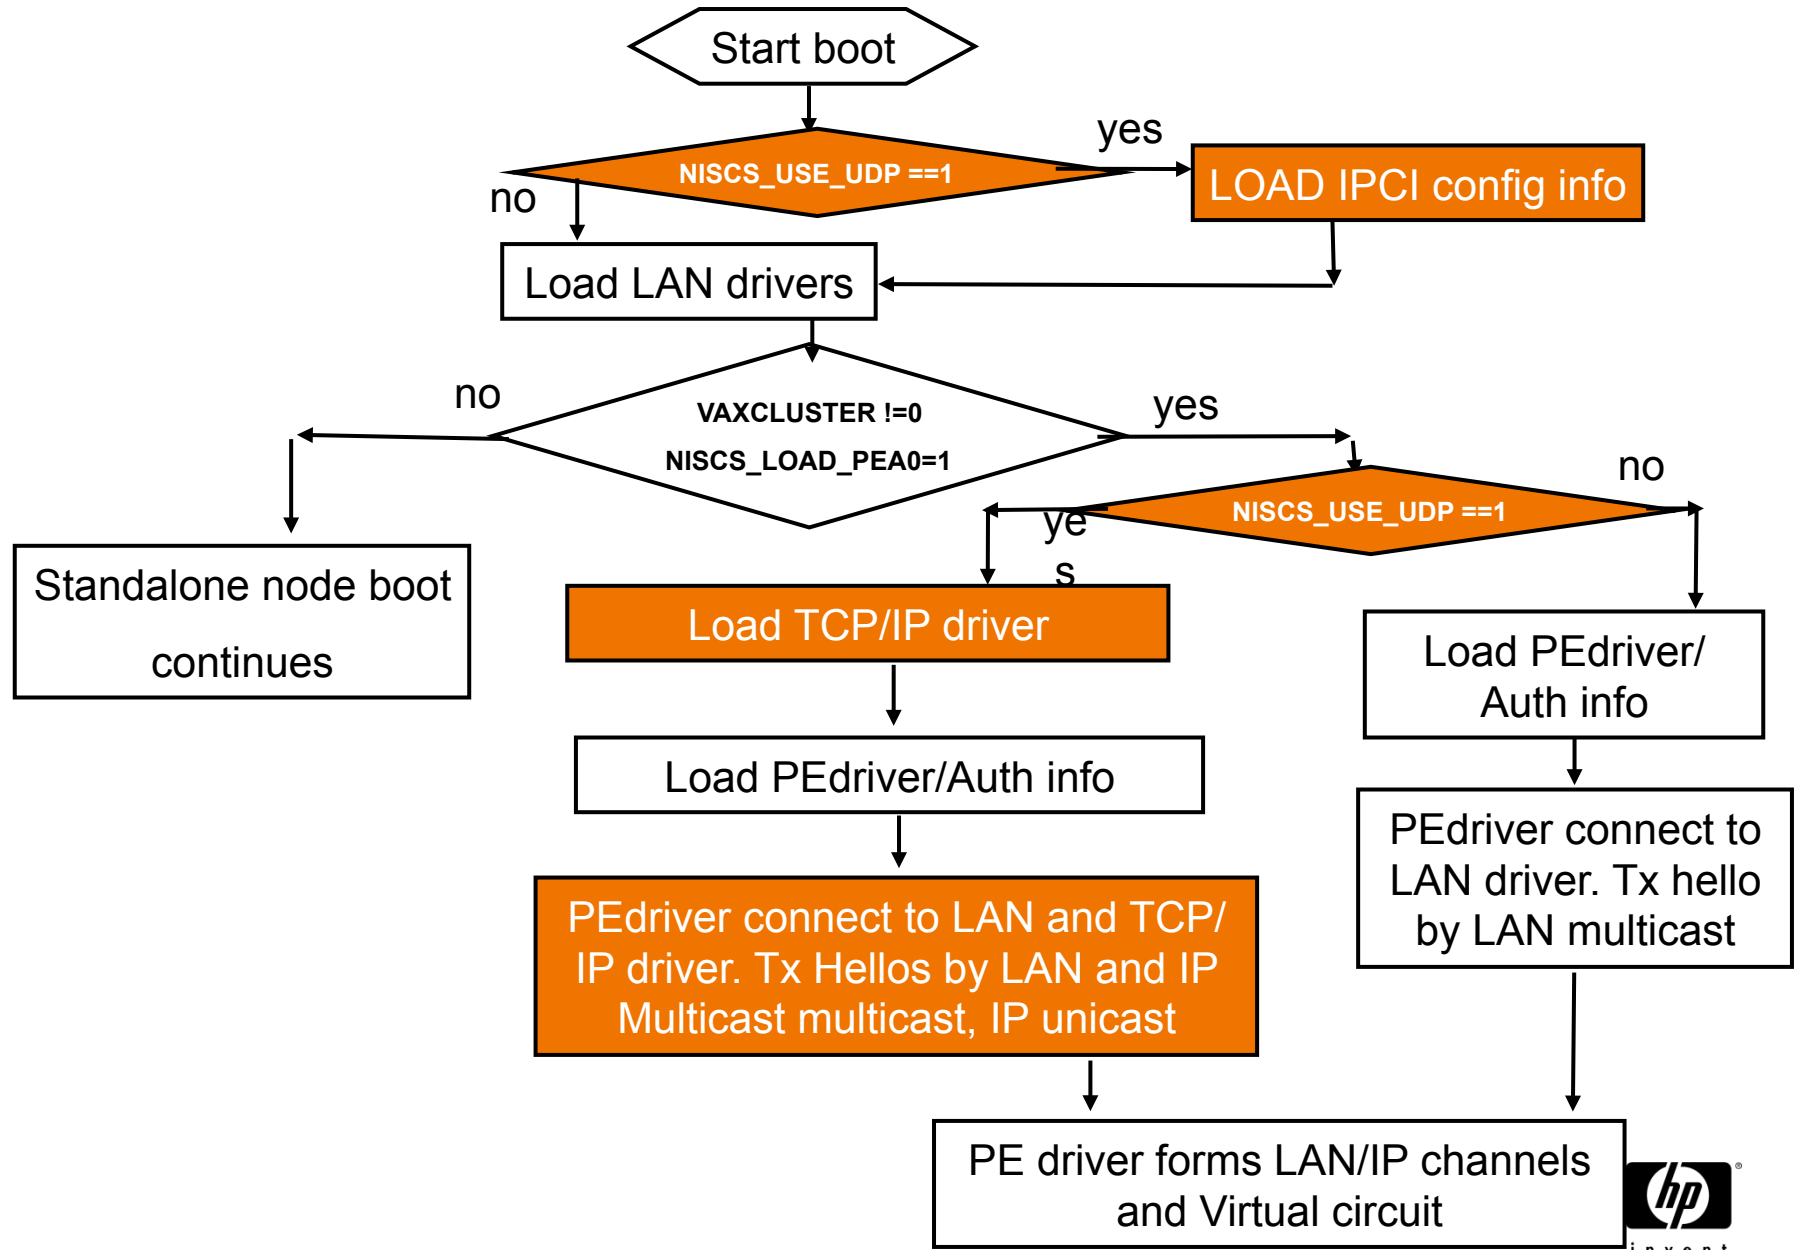 Start boot
yes
NISCS_USE_UDP ==1
LOAD IPCI config info
no
Load LAN drivers
no
VAXCLUSTER !=0
NISCS_LOAD_PEA0=1
yes
no
NISCS_USE_UDP ==1
ye
s
Standalone node boot
continues
Load TCP/IP driver
Load PEdriver/
Auth info
Load PEdriver/Auth info
PEdriver connect to
LAN driver. Tx hello
by LAN multicast
PEdriver connect to LAN and TCP/
IP driver. Tx Hellos by LAN and IP
Multicast multicast, IP unicast
PE driver forms LAN/IP channels
and Virtual circuit
hp®
invent